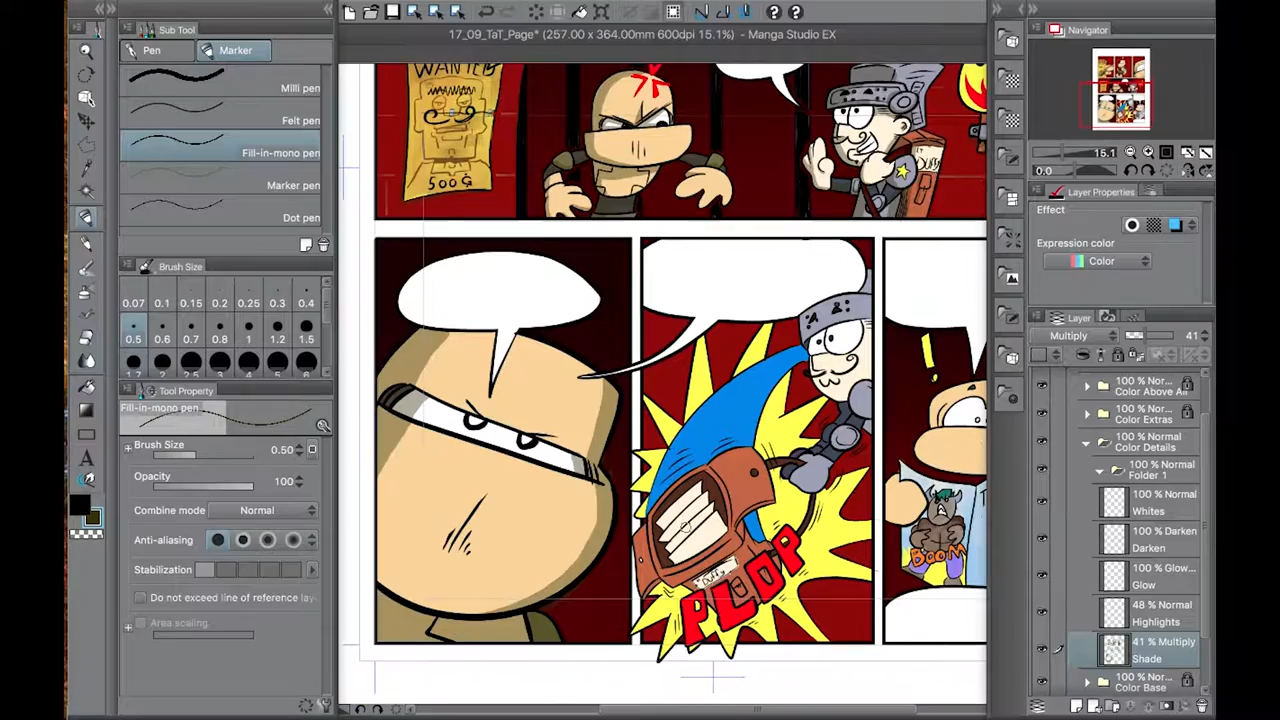 Sub Tool
Pen
Marker
Milli pen
Felt pen
Fill-in-mono pen
Marker pen
Dot pen
Brush Size
0.07 0.1 0.15 0.2 0.25 0.3 0.4
0.5 0.6 0.7 0.8 1 1.2 1.5
Tool Property
Fill-in-mono pen
Brush Size 0.50
Opacity 100
Combine mode Normal
Anti-aliasing
Stabilization
Do not exceed line of reference lay
Area scaling
17_09_TaT_Page* (257.00 x 364.00mm 600dpi 15.1%) - Manga Studio EX
WANTED
500 G
PLOP
BOOM
!
Navigator
15.1
0.0
Layer Properties
Effect
Expression color
Color
Layer
Multiply 41
100 % Nor...
Color Above All
100 % Nor...
Color Extras
100 % Nor...
Color Details
100 % Normal
Folder 1
100 % Normal
Whites
100 % Darken
Darken
100 % Glow...
Glow
48 % Normal
Highlights
41 % Multiply
Shade
100 % Nor...
Color Base